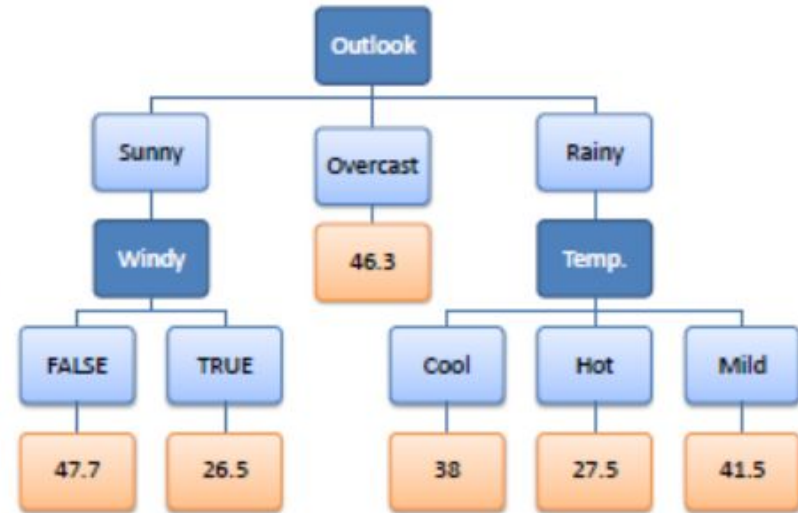 Outlook
Sunny
Overcast
Rainy
Windy
46.3
Temp.
FALSE
TRUE
Cool
Hot
Mild
47.7
26.5
38
27.5
41.5